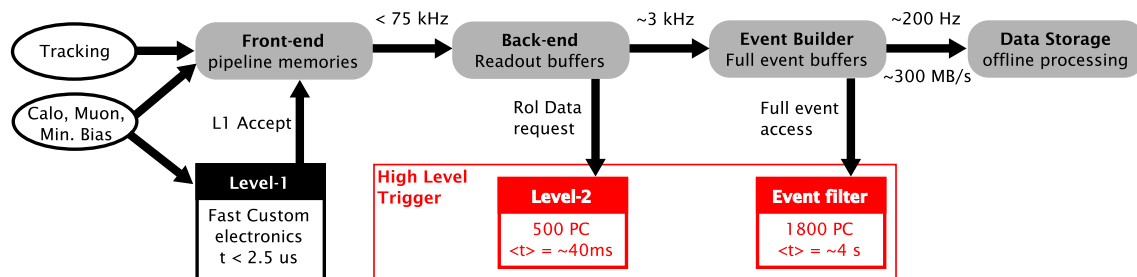 Tracking
Calo, Muon,
Min. Bias
Front-end
pipeline memories
< 75 kHz
Back-end
Readout buffers
~3 kHz
Event Builder
Full event buffers
~200 Hz
~300 MB/s
Data Storage
offline processing
L1 Accept
RoI Data
request
Full event
access
Level-1
Fast Custom
electronics
t < 2.5 us
High Level
Trigger
Level-2
500 PC
<t> = ~40ms
Event filter
1800 PC
<t> = ~4 s